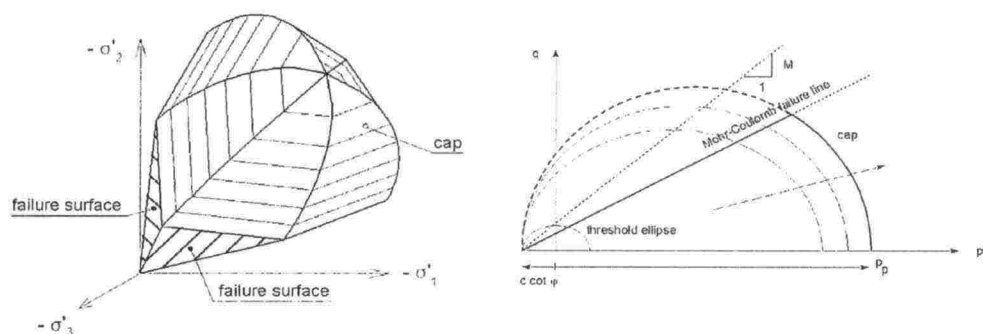 - σ'₂
cap
failure surface
- σ'₁
failure surface
- σ'₃
q
M
1
Mohr-Coulomb failure line
cap
threshold ellipse
p
Pp
c cot φ